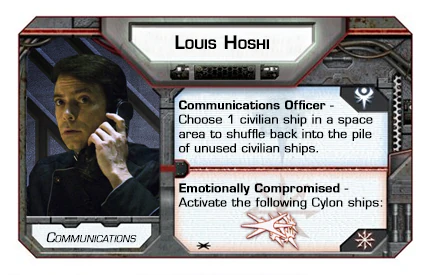 Louis Hoshi
Communications Officer -
Choose 1 civilian ship in a space
area to shuffle back into the pile
of unused civilian ships.
Emotionally Compromised -
Activate the following Cylon ships:
Communications